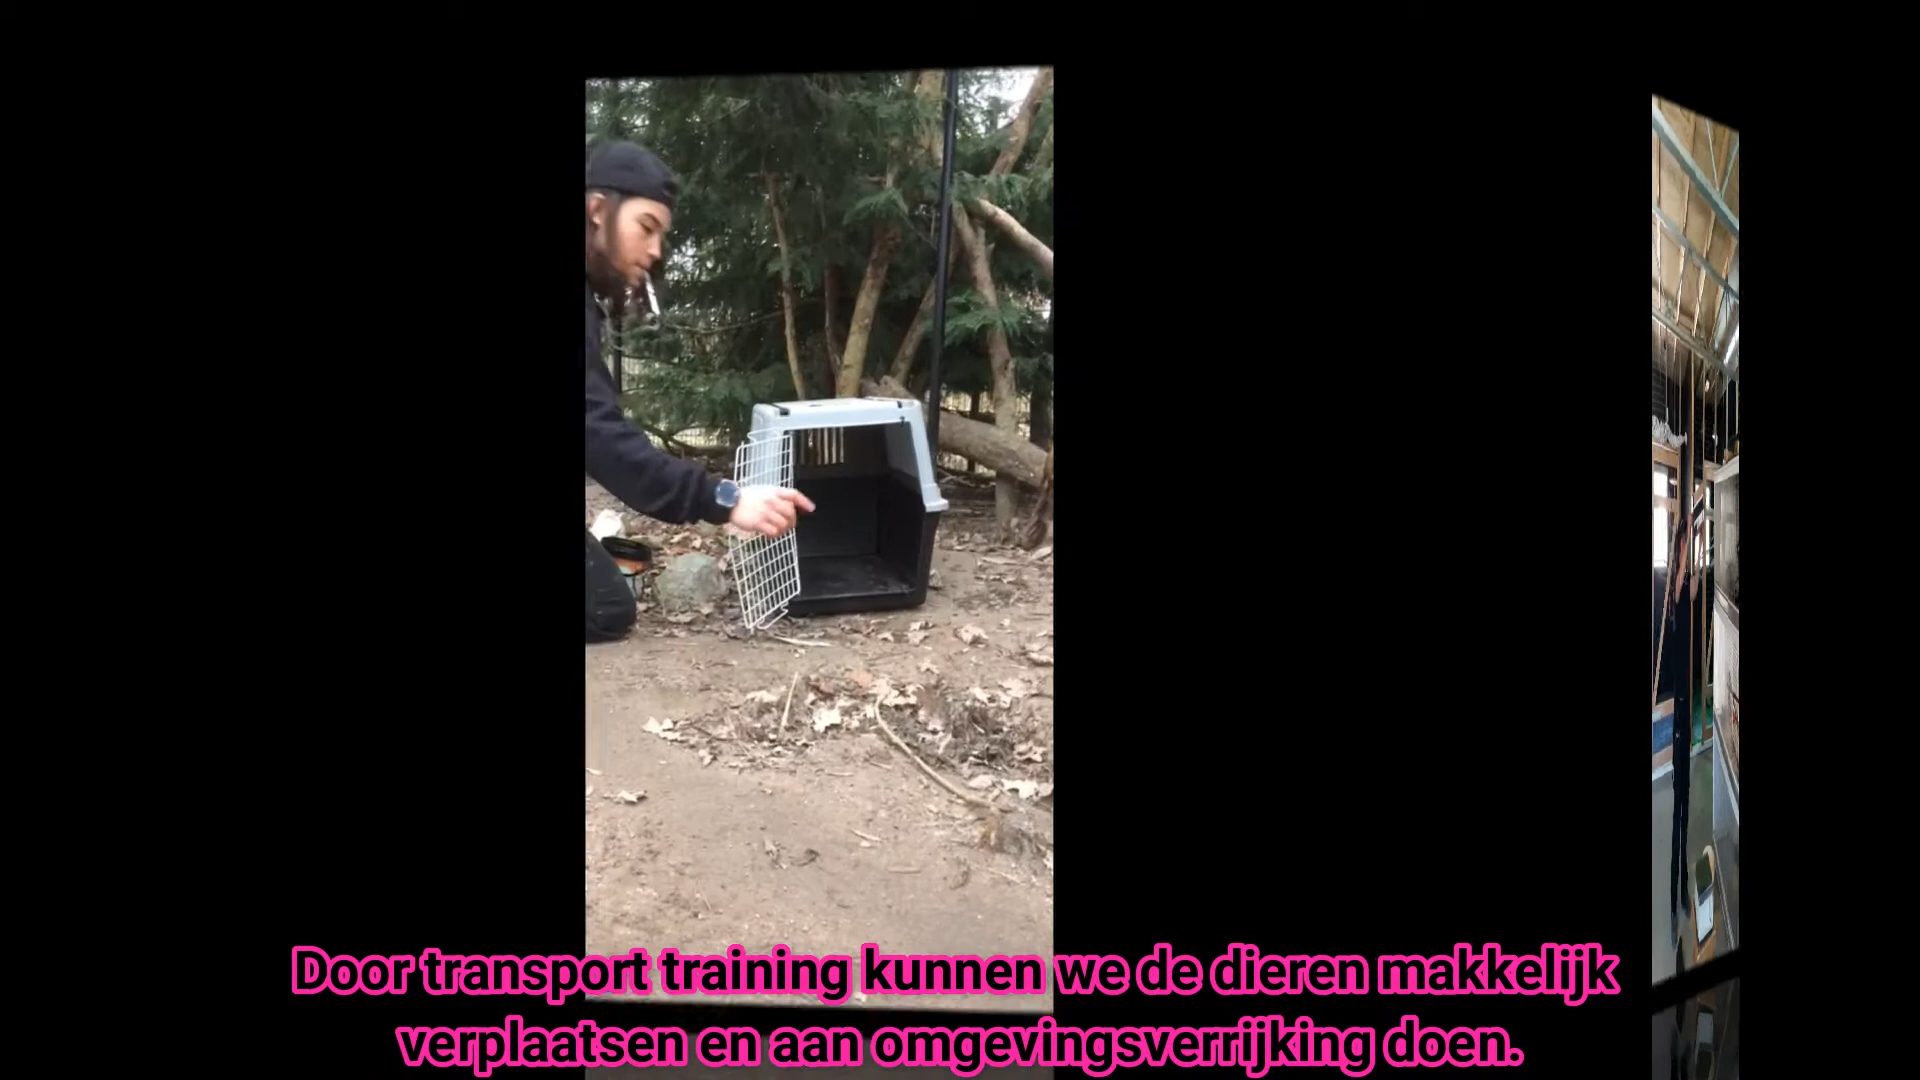 Door transport training kunnen we de dieren makkelijk
verplaatsen en aan omgevingsverrijking doen.